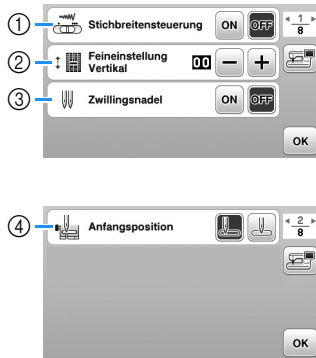 ① Stichbreitensteuerung ON OFF 1
8
② Feineinstellung
Vertikal 00 − +
③ Zwillingsnadel ON OFF
OK
④ Anfangsposition 2
8
OK